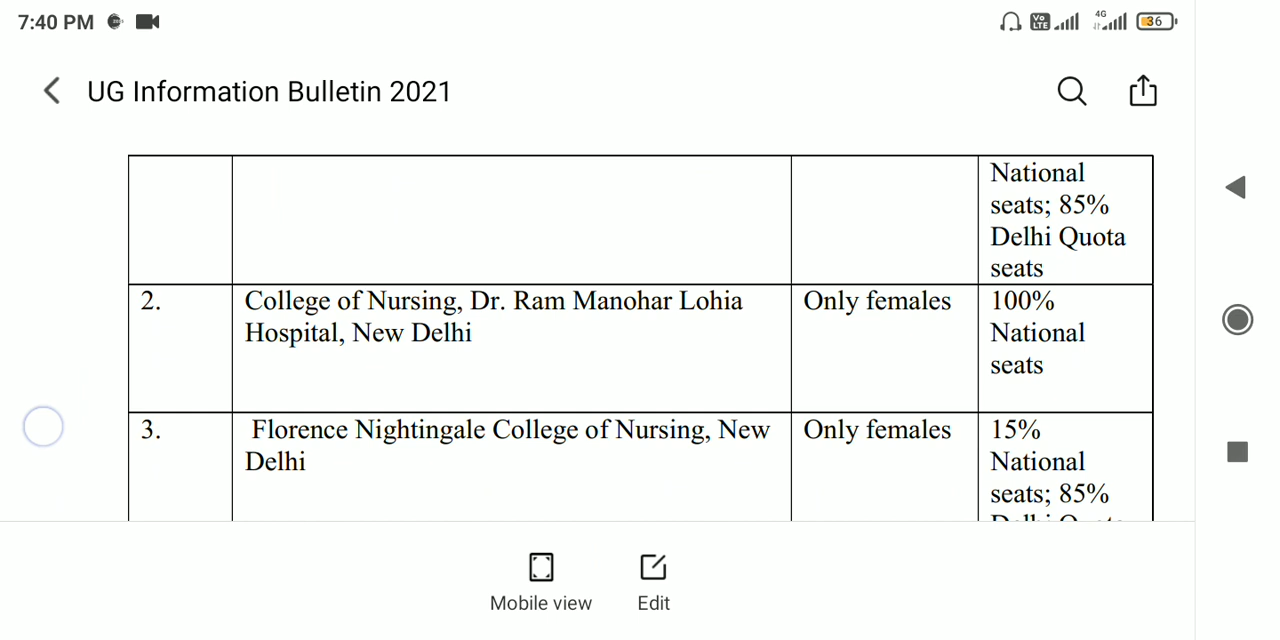 7:40 PM
Vo LTE 4G 36
UG Information Bulletin 2021
National
seats; 85%
Delhi Quota
seats
2. College of Nursing, Dr. Ram Manohar Lohia Only females 100%
Hospital, New Delhi National
seats
3. Florence Nightingale College of Nursing, New Only females 15%
Delhi National
seats; 85%
Mobile view Edit